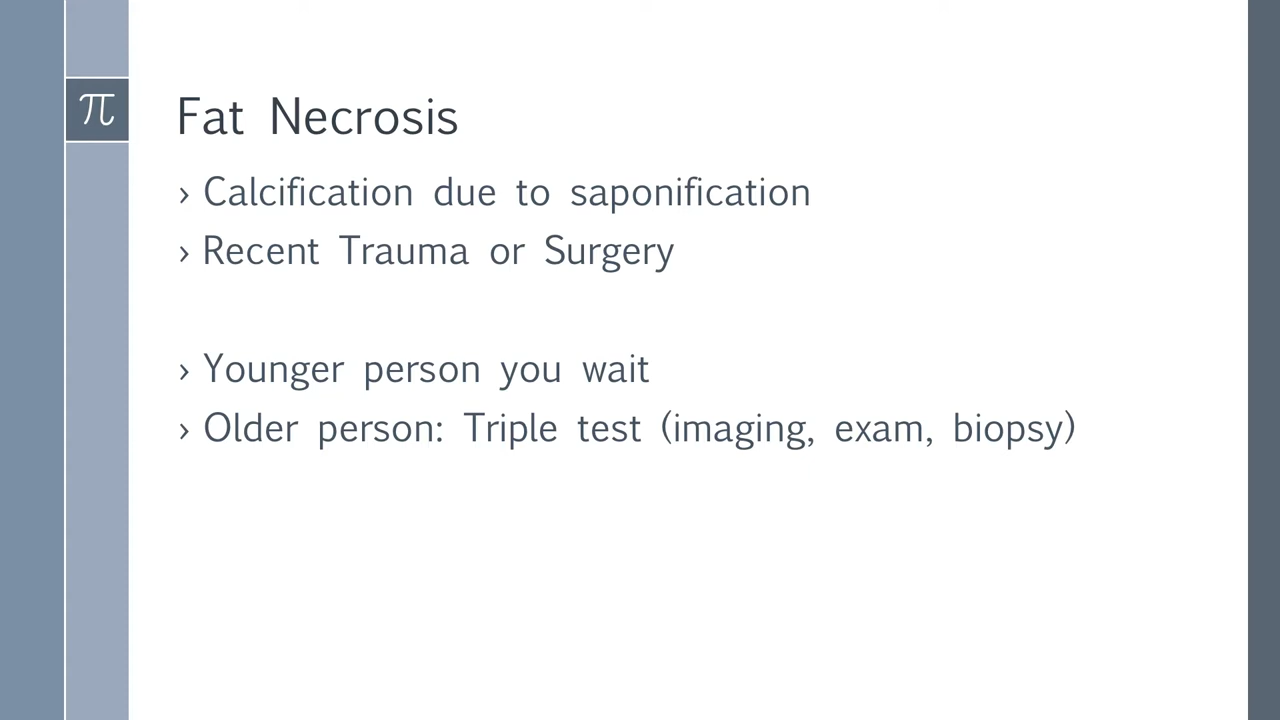 π
Fat Necrosis
› Calcification due to saponification
› Recent Trauma or Surgery
› Younger person you wait
› Older person: Triple test (imaging, exam, biopsy)